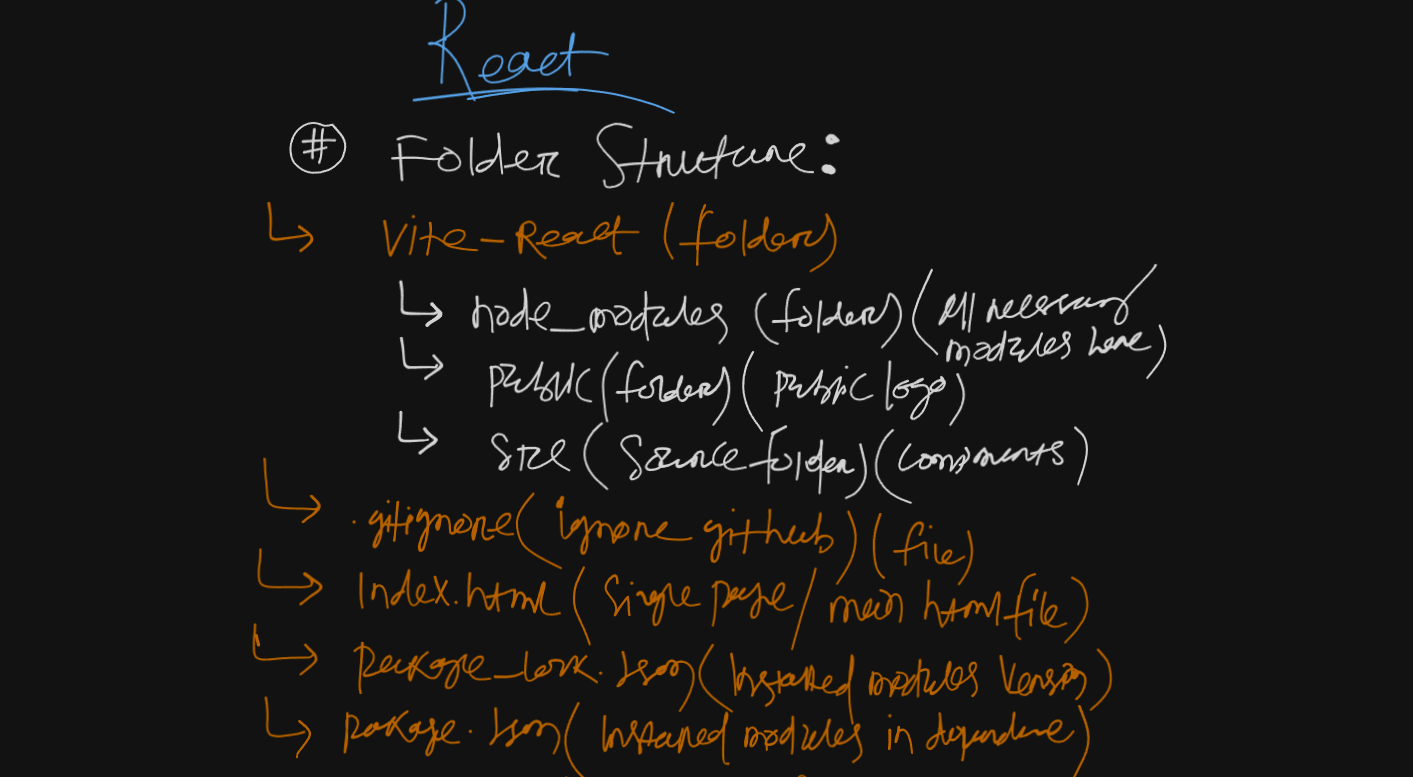 React
# Folder Structure:
↳ Vite-React (folder)
↳ node_modules (folder) (All necessary
modules here)
↳ public (folder) (public logo)
↳ src (Source folder) (components)
↳ .gitignore (ignore github) (file)
↳ Index.html (Single page / main html file)
↳ package_lock.json (Installed modules version)
↳ package.json (Installed modules in dependence)